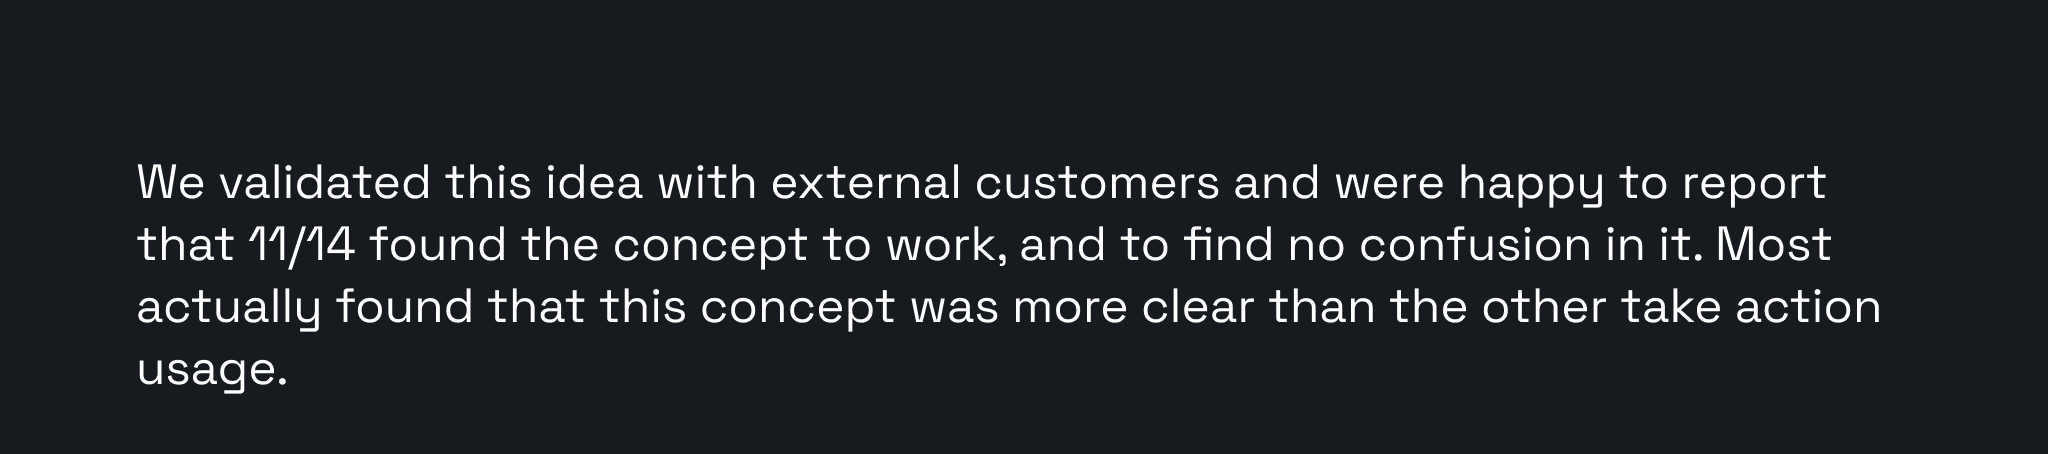 We validated this idea with external customers and were happy to report
that 11/14 found the concept to work, and to find no confusion in it. Most
actually found that this concept was more clear than the other take action
usage.